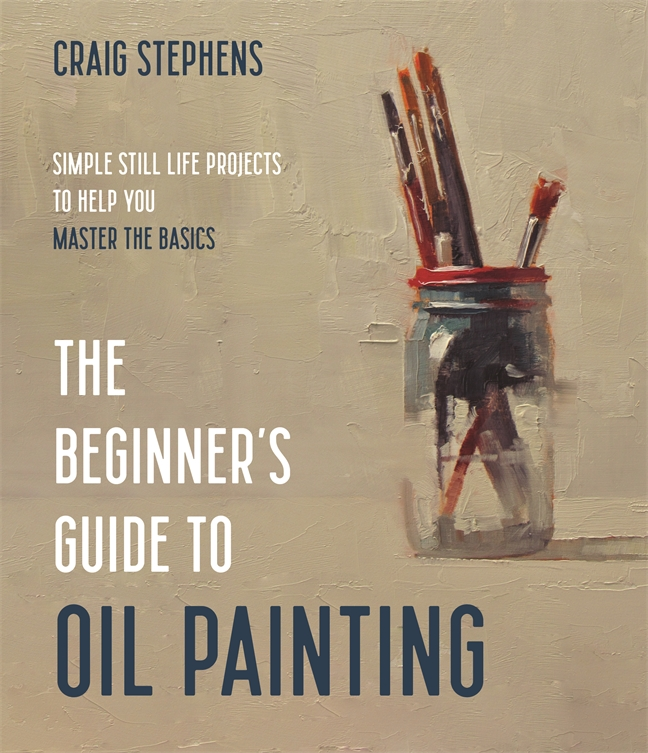 CRAIG STEPHENS
SIMPLE STILL LIFE PROJECTS
TO HELP YOU
MASTER THE BASICS
THE
BEGINNER'S
GUIDE TO
OIL PAINTING